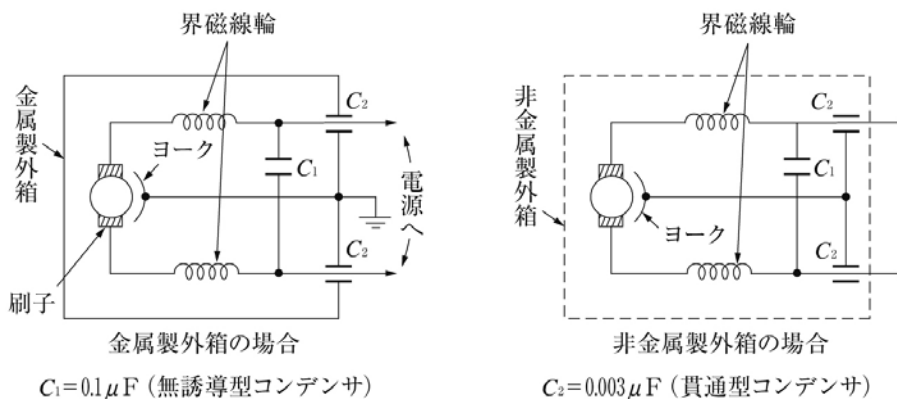 界磁線輪
金属製外箱
C₂
ヨーク
C₁
電源へ
C₂
刷子
金属製外箱の場合
C₁=0.1μF（無誘導型コンデンサ）
界磁線輪
非金属製外箱
C₂
C₁
ヨーク
C₂
非金属製外箱の場合
C₂=0.003μF（貫通型コンデンサ）